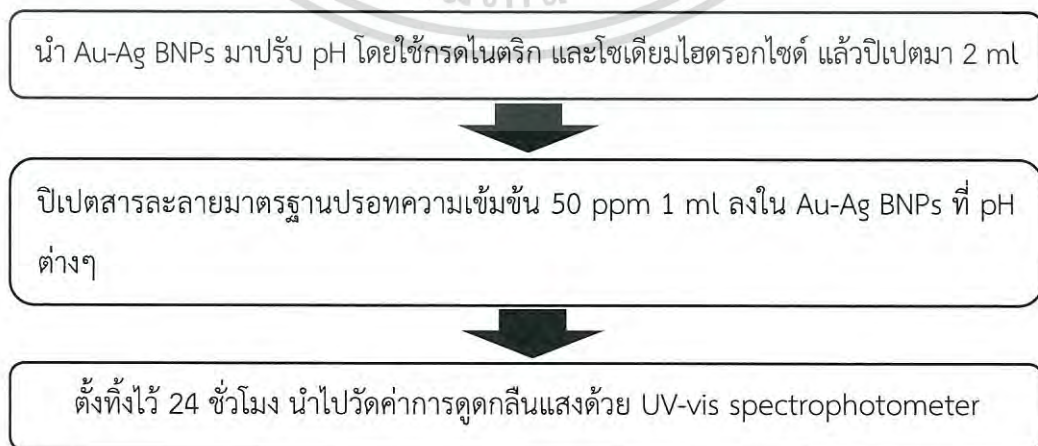 นำ Au-Ag BNPs มาปรับ pH โดยใช้กรดไนตริก และโซเดียมไฮดรอกไซด์ แล้วปิเปตมา 2 ml
ปิเปตสารละลายมาตรฐานปรอทความเข้มข้น 50 ppm 1 ml ลงใน Au-Ag BNPs ที่ pH
ต่างๆ
ตั้งทิ้งไว้ 24 ชั่วโมง นำไปวัดค่าการดูดกลืนแสงด้วย UV-vis spectrophotometer